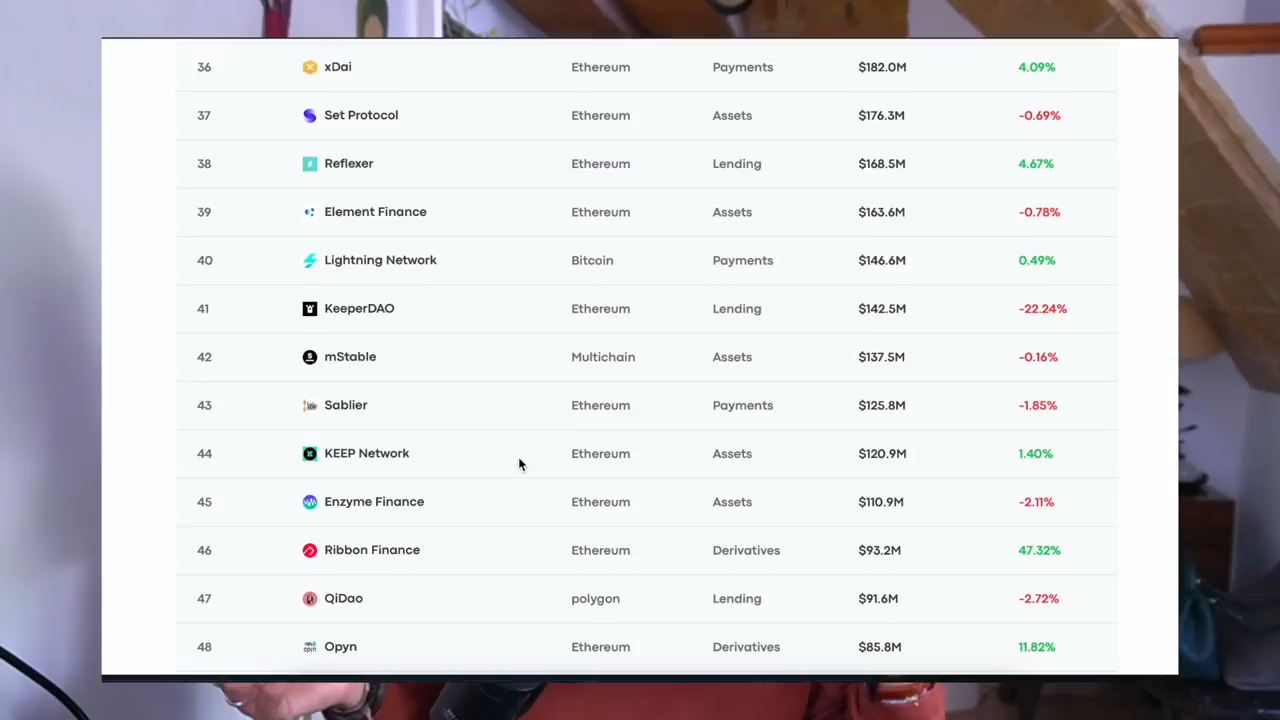 36 xDai Ethereum Payments $182.0M 4.09%
37 Set Protocol Ethereum Assets $176.3M -0.69%
38 Reflexer Ethereum Lending $168.5M 4.67%
39 Element Finance Ethereum Assets $163.6M -0.78%
40 Lightning Network Bitcoin Payments $146.6M 0.49%
41 KeeperDAO Ethereum Lending $142.5M -22.24%
42 mStable Multichain Assets $137.5M -0.16%
43 Sablier Ethereum Payments $125.8M -1.85%
44 KEEP Network Ethereum Assets $120.9M 1.40%
45 Enzyme Finance Ethereum Assets $110.9M -2.11%
46 Ribbon Finance Ethereum Derivatives $93.2M 47.32%
47 QiDao polygon Lending $91.6M -2.72%
48 Opyn Ethereum Derivatives $85.8M 11.82%